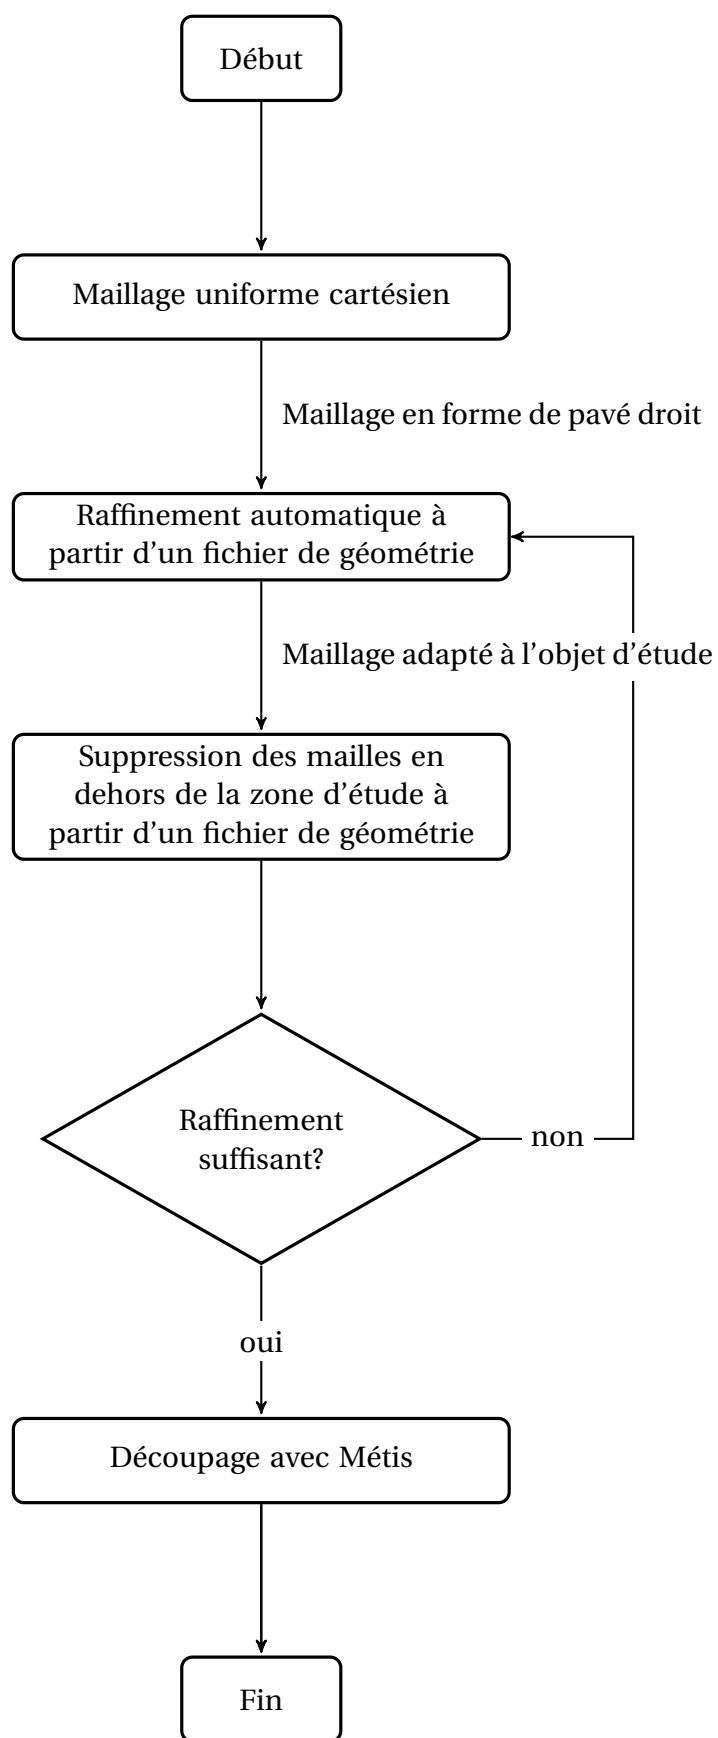 Début
Maillage uniforme cartésien
Maillage en forme de pavé droit
Raffinement automatique à
partir d'un fichier de géométrie
Maillage adapté à l'objet d'étude
Suppression des mailles en
dehors de la zone d'étude à
partir d'un fichier de géométrie
Raffinement
suffisant?
non
oui
Découpage avec Métis
Fin